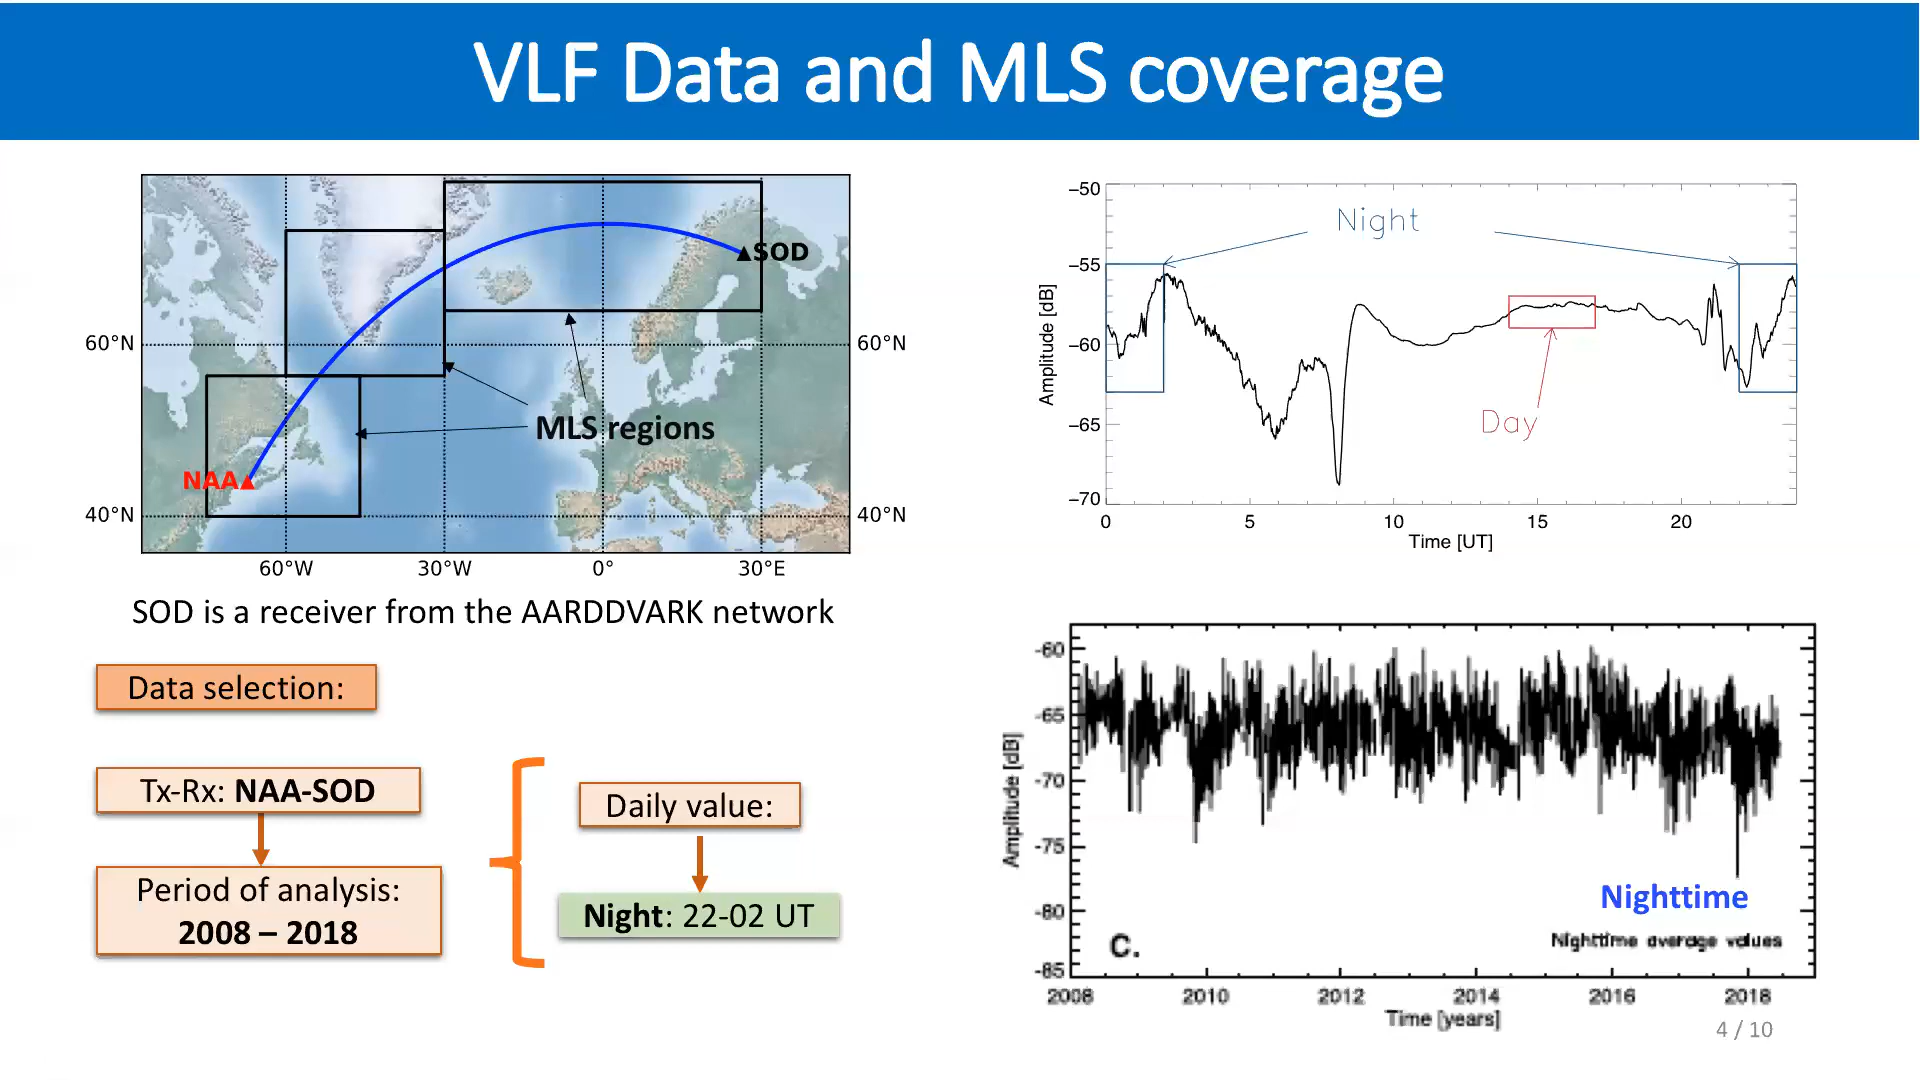 VLF Data and MLS coverage
SOD
60°N
60°N
MLS regions
NAA
40°N
40°N
60°W
30°W
0°
30°E
SOD is a receiver from the AARDDVARK network
Data selection:
Tx-Rx: NAA-SOD
Period of analysis:
2008 – 2018
Daily value:
Night: 22-02 UT
−50
Night
−55
Amplitude [dB]
−60
Day
−65
−70
0
5
10
15
20
Time [UT]
-60
-65
Amplitude [dB]
-70
-75
Nighttime
-80
C.
Nighttime average values
-85
2008
2010
2012
2014
2016
2018
Time [years]
4 / 10